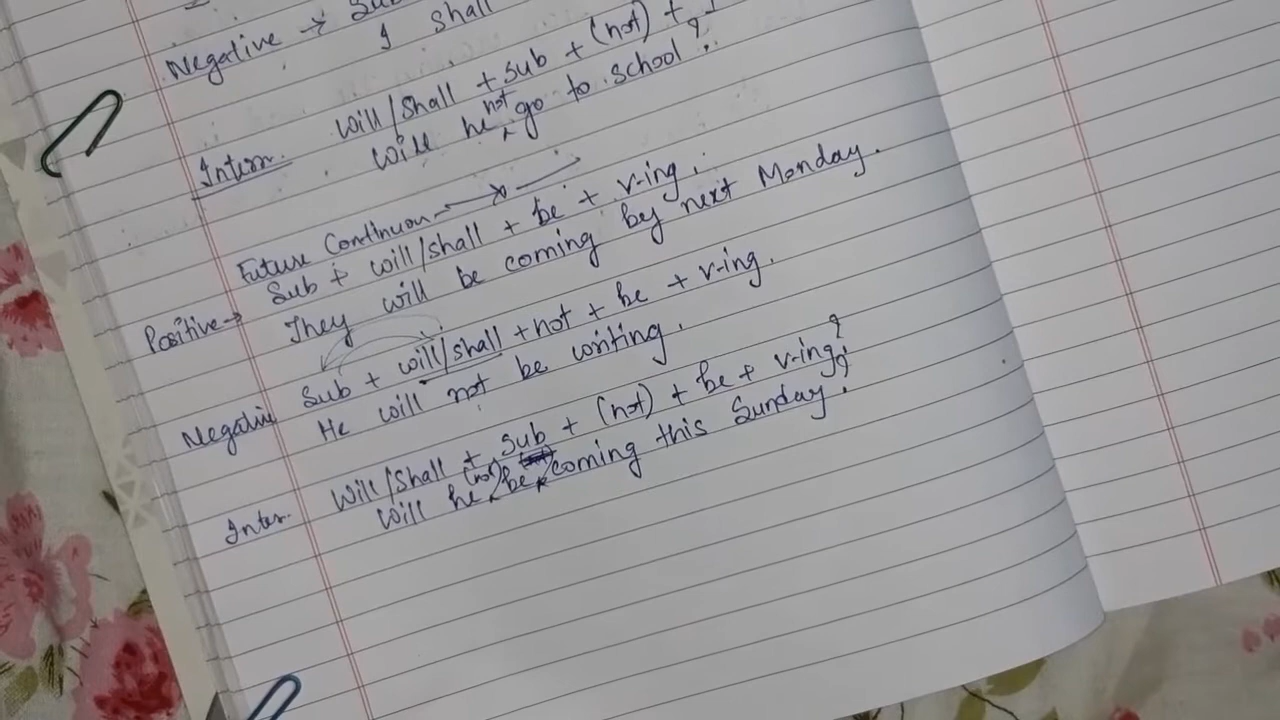 Negative → Sub
I shall
Intern. Will/Shall + Sub + (not) +
Will he not go to school?
Future Continuou
Positive → Sub + will/shall + be + v-ing.
They will be coming by next Monday.
Negative Sub + will/shall + not + be + v-ing.
He will not be writing.
Inter. Will/Shall + Sub + (not) + be + v-ing?
Will he (not) be coming this Sunday?